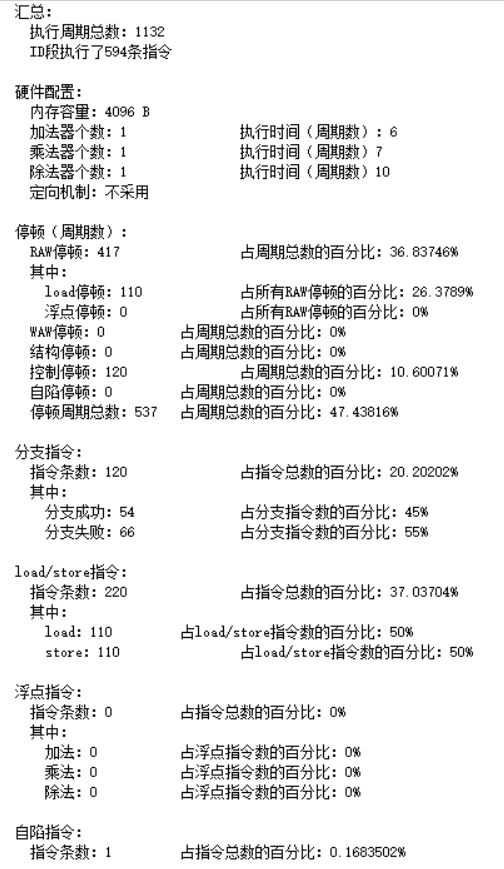 汇总:
执行周期总数: 1132
ID段执行了594条指令
硬件配置:
内存容量: 4096 B
加法器个数: 1 执行时间（周期数）: 6
乘法器个数: 1 执行时间（周期数）7
除法器个数: 1 执行时间（周期数）10
定向机制: 不采用
停顿（周期数）:
RAW停顿: 417 占周期总数的百分比: 36.83746%
其中:
load停顿: 110 占所有RAW停顿的百分比: 26.3789%
浮点停顿: 0 占所有RAW停顿的百分比: 0%
WAW停顿: 0 占周期总数的百分比: 0%
结构停顿: 0 占周期总数的百分比: 0%
控制停顿: 120 占周期总数的百分比: 10.60071%
自陷停顿: 0 占周期总数的百分比: 0%
停顿周期总数: 537 占周期总数的百分比: 47.43816%
分支指令:
指令条数: 120 占指令总数的百分比: 20.20202%
其中:
分支成功: 54 占分支指令数的百分比: 45%
分支失败: 66 占分支指令数的百分比: 55%
load/store指令:
指令条数: 220 占指令总数的百分比: 37.03704%
其中:
load: 110 占load/store指令数的百分比: 50%
store: 110 占load/store指令数的百分比: 50%
浮点指令:
指令条数: 0 占指令总数的百分比: 0%
其中:
加法: 0 占浮点指令数的百分比: 0%
乘法: 0 占浮点指令数的百分比: 0%
除法: 0 占浮点指令数的百分比: 0%
自陷指令:
指令条数: 1 占指令总数的百分比: 0.1683502%